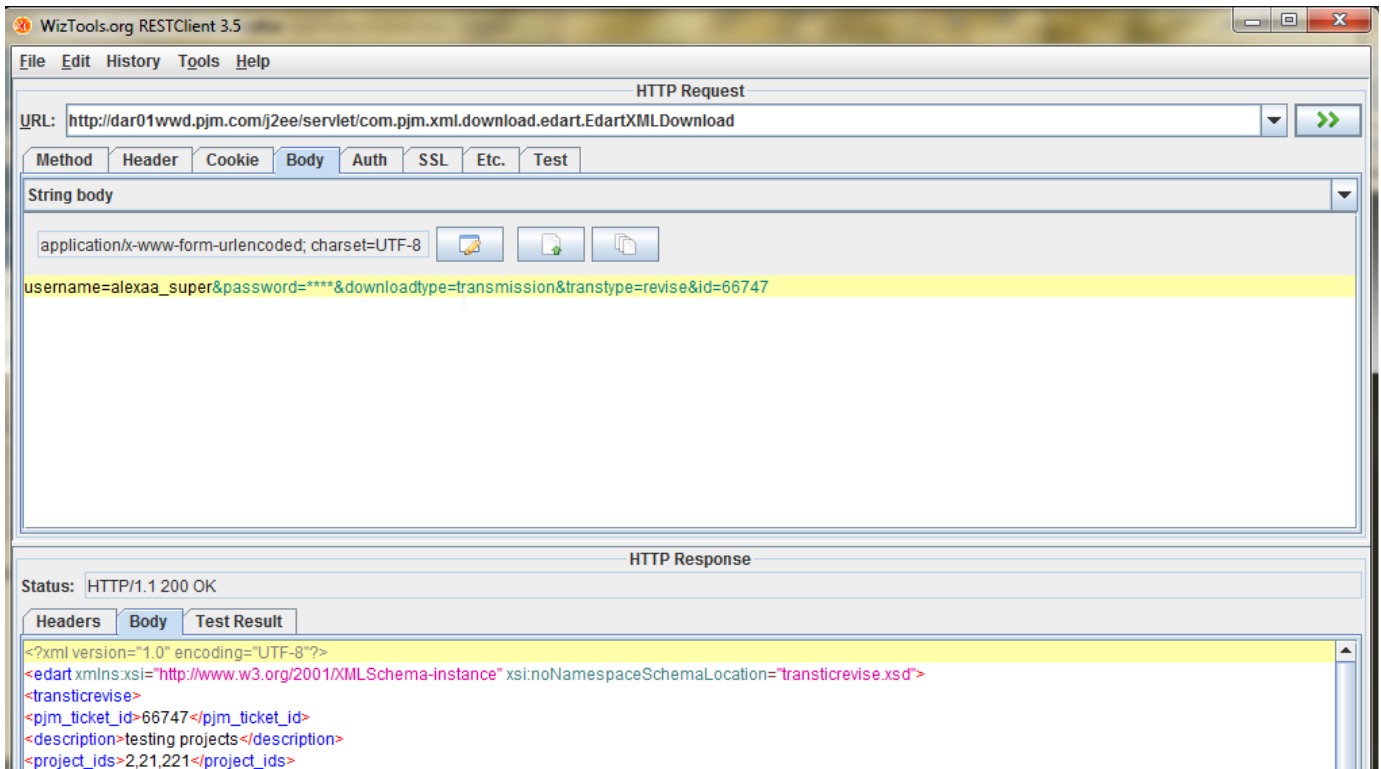 WizTools.org RESTClient 3.5
File Edit History Tools Help
HTTP Request
URL: http://dar01wwd.pjm.com/j2ee/servlet/com.pjm.xml.download.edart.EdartXMLDownload
Method Header Cookie Body Auth SSL Etc. Test
String body
application/x-www-form-urlencoded; charset=UTF-8
username=alexaa_super&password=****&downloadtype=transmission&transtype=revise&id=66747
HTTP Response
Status: HTTP/1.1 200 OK
Headers Body Test Result
<?xml version="1.0" encoding="UTF-8"?>
<edart xmlns:xsi="http://www.w3.org/2001/XMLSchema-instance" xsi:noNamespaceSchemaLocation="transticrevise.xsd">
<transticrevise>
<pjm_ticket_id>66747</pjm_ticket_id>
<description>testing projects</description>
<project_ids>2,21,221</project_ids>